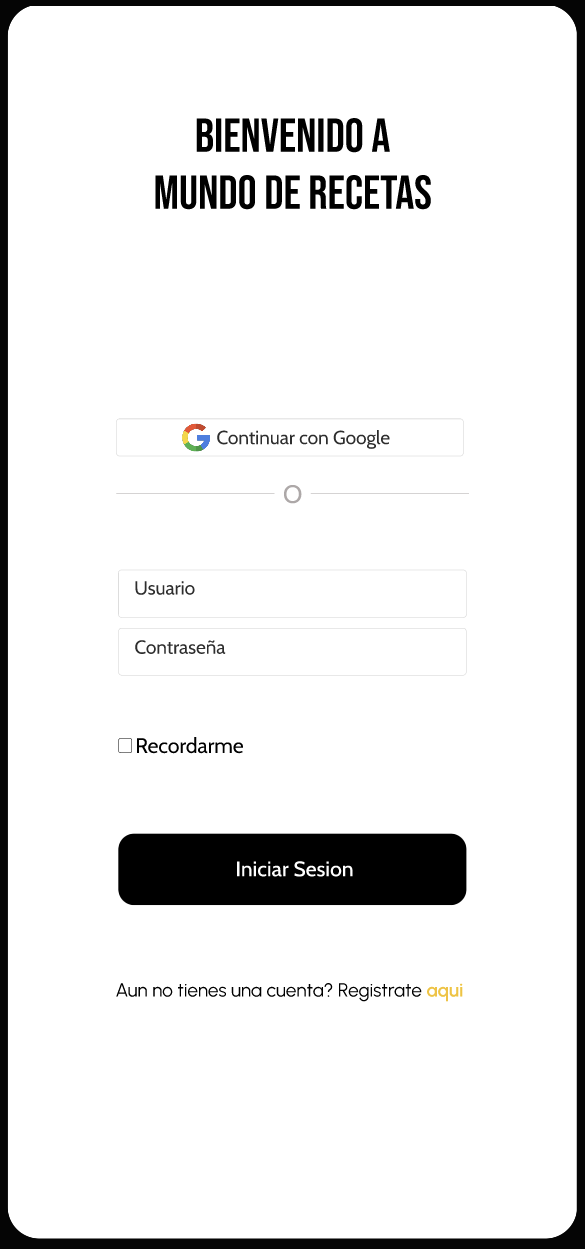 BIENVENIDO A
MUNDO DE RECETAS
Continuar con Google
O
Usuario
Contraseña
Recordarme
Iniciar Sesion
Aun no tienes una cuenta? Registrate aqui